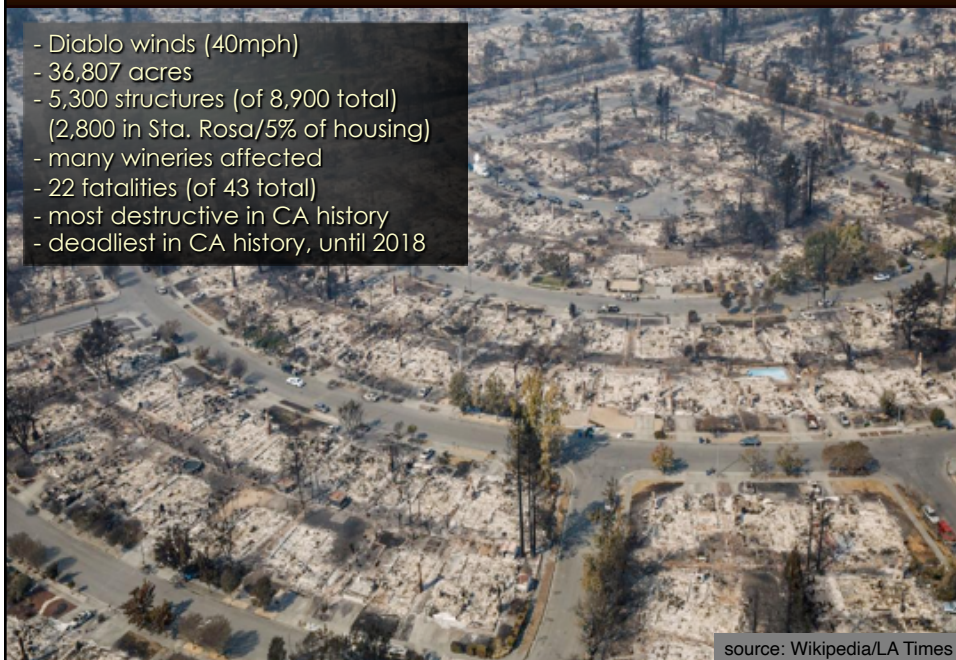 - Diablo winds (40mph)
- 36,807 acres
- 5,300 structures (of 8,900 total)
(2,800 in Sta. Rosa/5% of housing)
- many wineries affected
- 22 fatalities (of 43 total)
- most destructive in CA history
- deadliest in CA history, until 2018
source: Wikipedia/LA Times